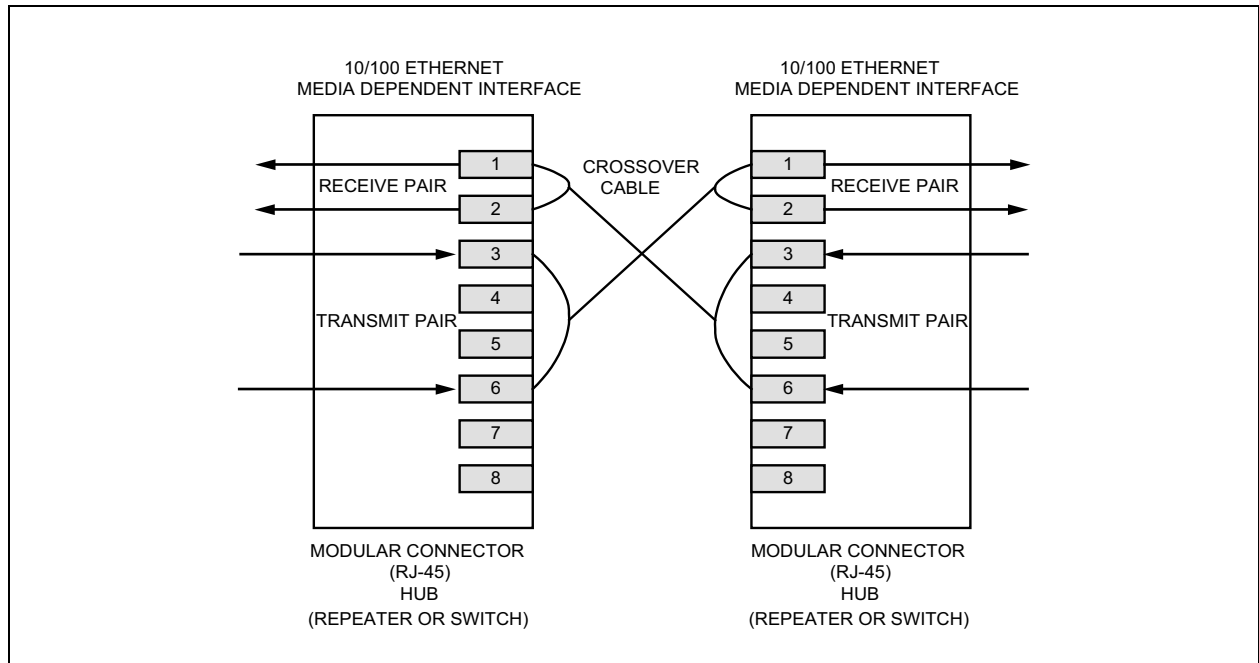 10/100 ETHERNET
MEDIA DEPENDENT INTERFACE
1
RECEIVE PAIR
2
3
4
TRANSMIT PAIR
5
6
7
8
MODULAR CONNECTOR
(RJ-45)
HUB
(REPEATER OR SWITCH)
CROSSOVER
CABLE
10/100 ETHERNET
MEDIA DEPENDENT INTERFACE
1
RECEIVE PAIR
2
3
4
TRANSMIT PAIR
5
6
7
8
MODULAR CONNECTOR
(RJ-45)
HUB
(REPEATER OR SWITCH)